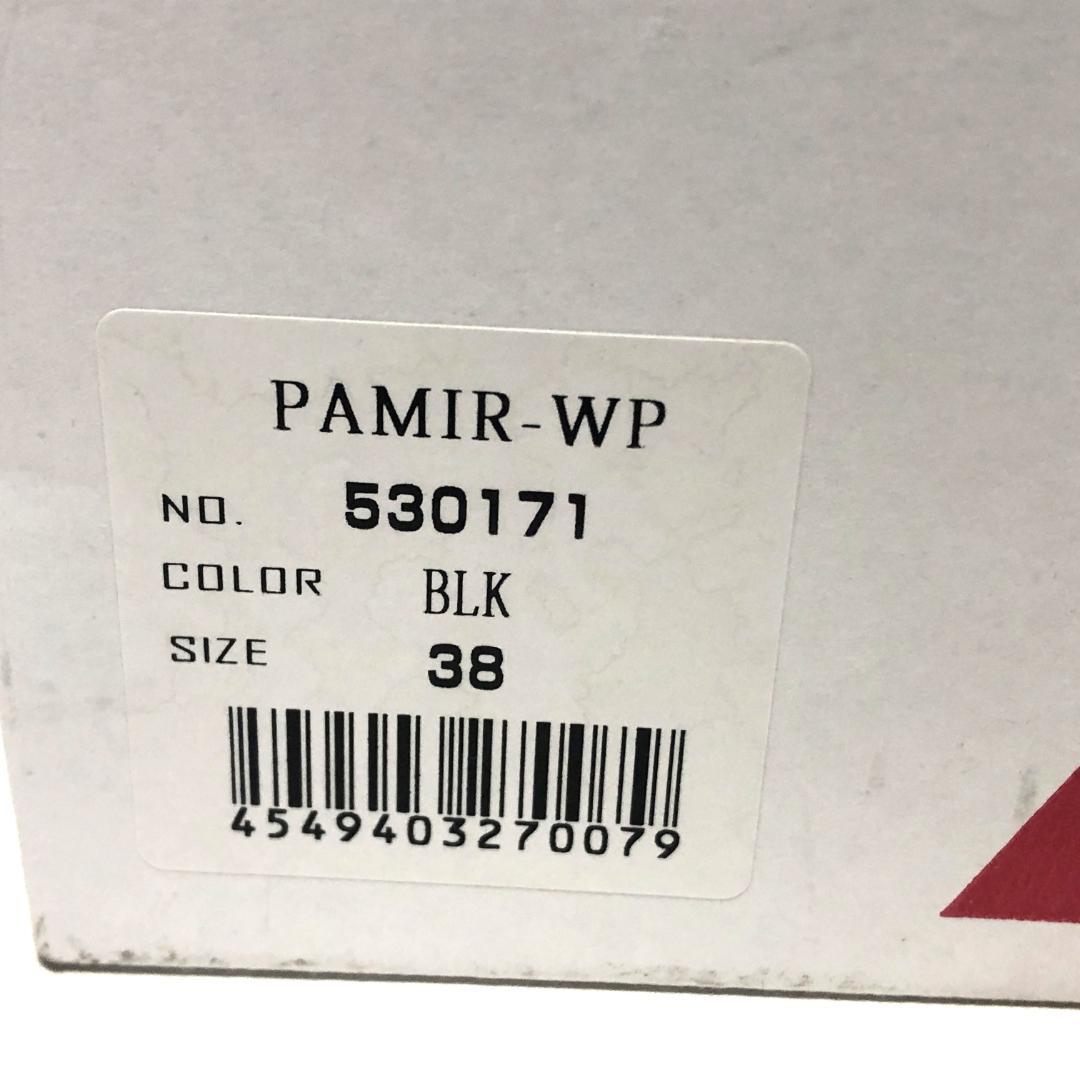 PAMIR-WP
NO. 530171
COLOR BLK
SIZE 38
4549403270079